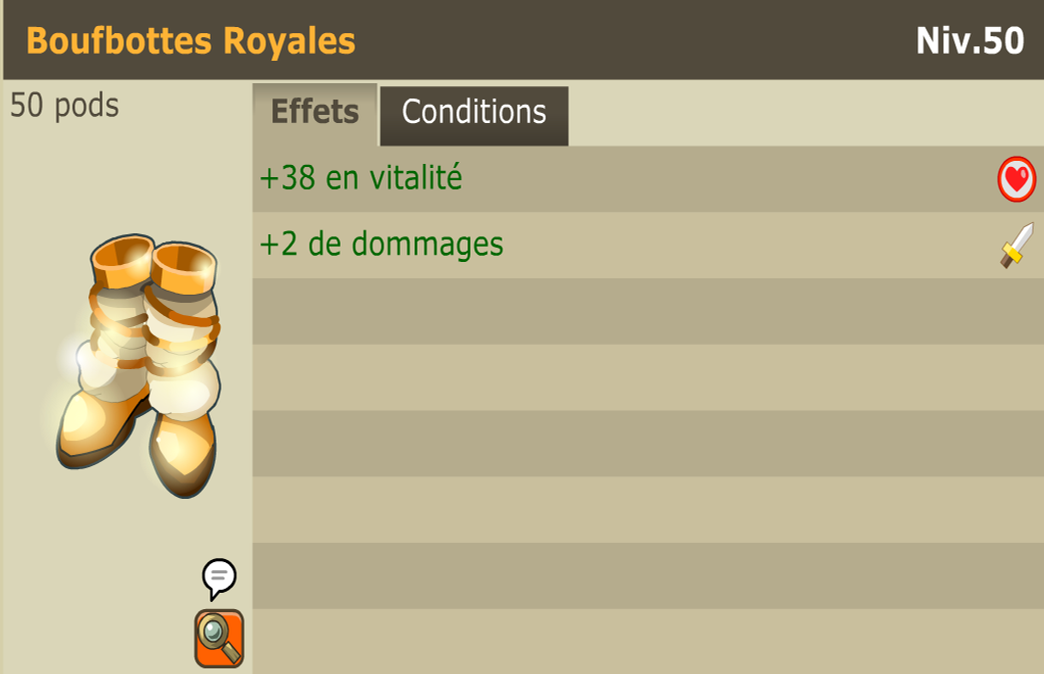 Boufbottes Royales
Niv.50
50 pods
Effets
Conditions
+38 en vitalité
+2 de dommages